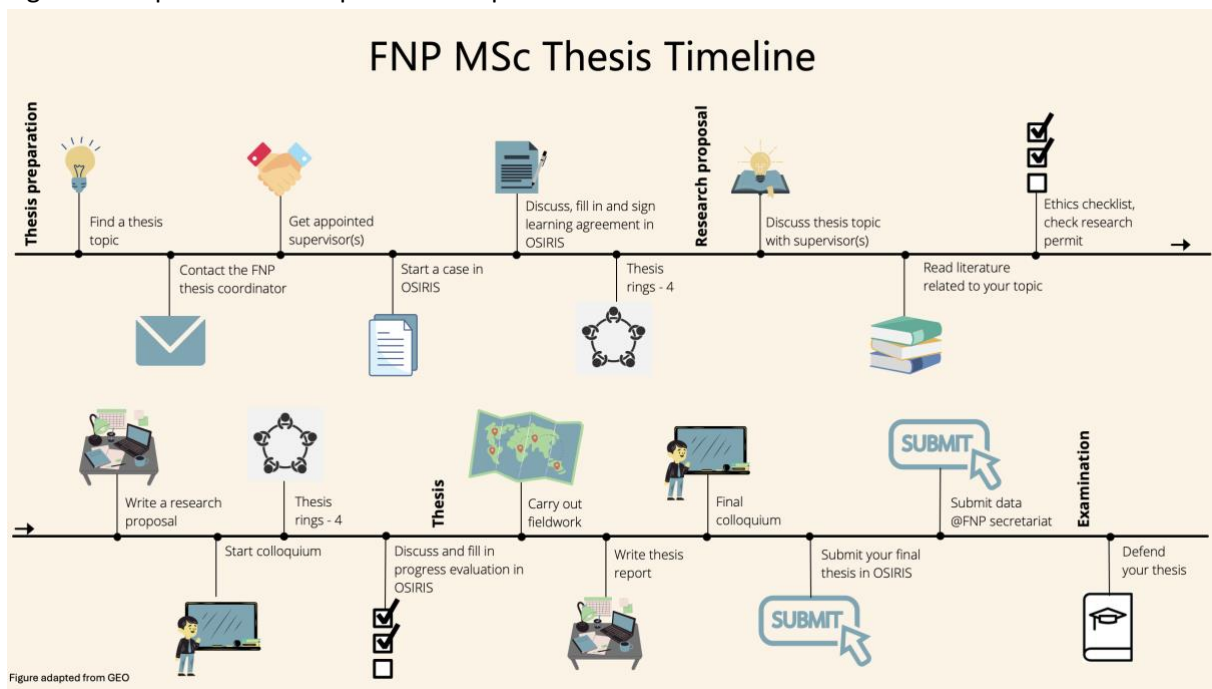 FNP MSc Thesis Timeline
Thesis preparation
Find a thesis
topic
Contact the FNP
thesis coordinator
Get appointed
supervisor(s)
Start a case in
OSIRIS
Discuss, fill in and sign
learning agreement in
OSIRIS
Thesis
rings - 4
Research proposal
Discuss thesis topic
with supervisor(s)
Read literature
related to your topic
Ethics checklist,
check research
permit
Write a research
proposal
Start colloquium
Thesis
rings - 4
Discuss and fill in
progress evaluation in
OSIRIS
Thesis
Carry out
fieldwork
Write thesis
report
Final
colloquium
Submit your final
thesis in OSIRIS
SUBMIT
SUBMIT
Submit data
@FNP secretariat
Examination
Defend
your thesis
Figure adapted from GEO